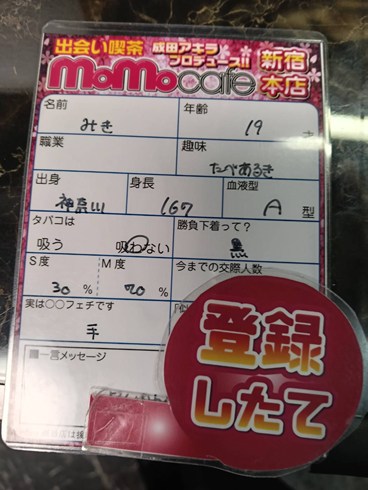 出会い喫茶 成田アキラ プロデュース!!
MoMocafe 新宿本店
名前 みき 年齢 19 才
職業 趣味 たべあるき
出身 神奈川 身長 167 血液型 A 型
タバコは 勝負下着って?
吸う 吸わない 黒
S度 M度 今までの交際人数
30 % 70 %
実は○○フェチです
手
■一言メッセージ
登録
したて